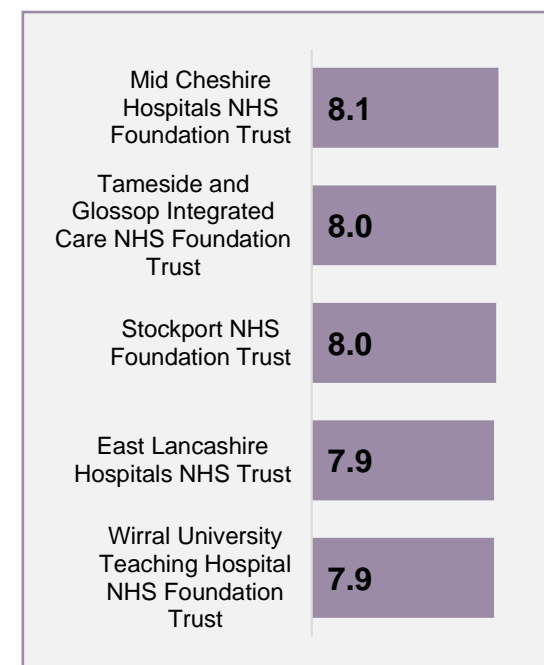 Mid Cheshire
Hospitals NHS
Foundation Trust
8.1
Tameside and
Glossop Integrated
Care NHS Foundation
Trust
8.0
Stockport NHS
Foundation Trust
8.0
East Lancashire
Hospitals NHS Trust
7.9
Wirral University
Teaching Hospital
NHS Foundation
Trust
7.9